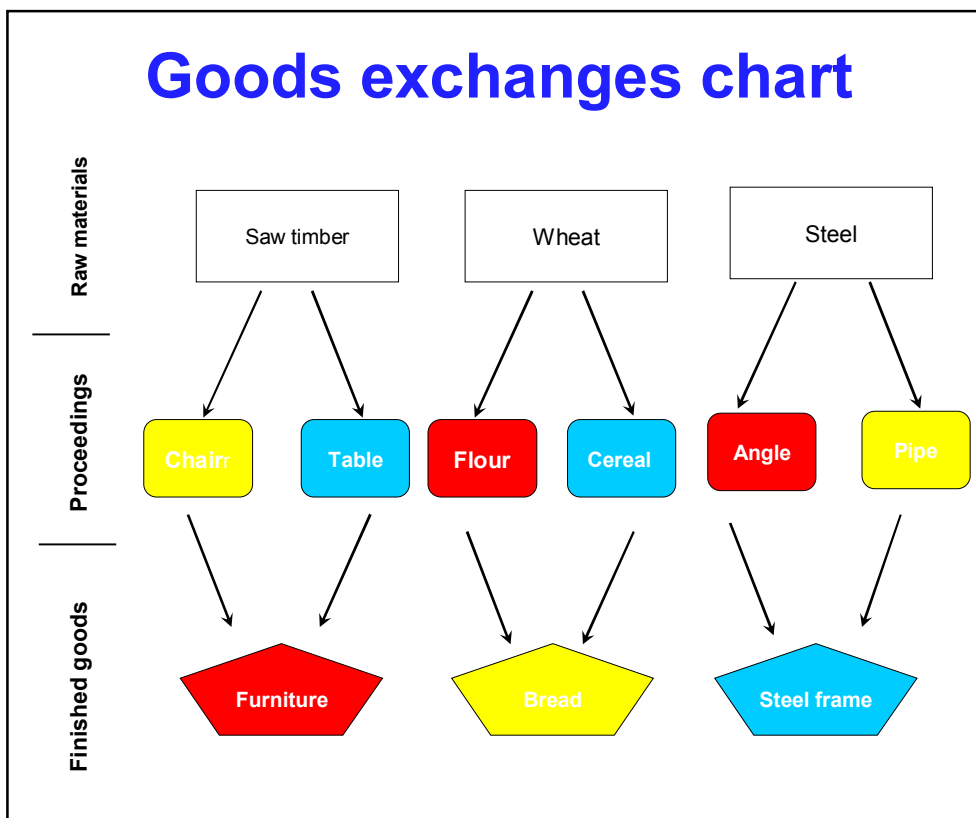 Goods exchanges chart
Raw materials
Saw timber
Wheat
Steel
Proceedings
Chairr
Table
Flour
Cereal
Angle
Pipe
Finished goods
Furniture
Bread
Steel frame